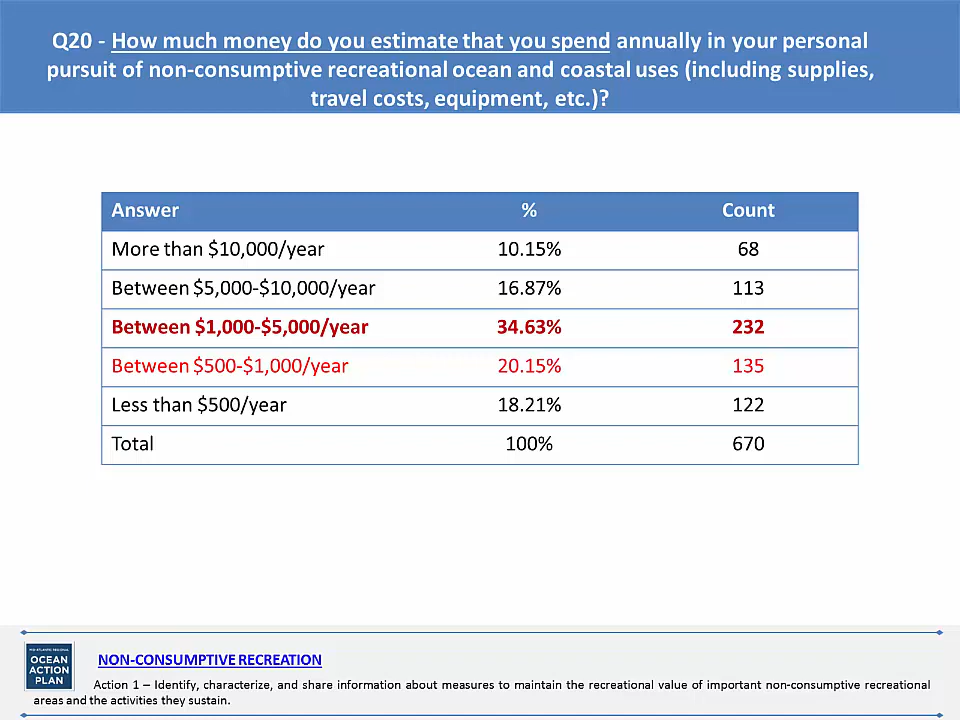 Q20 - How much money do you estimate that you spend annually in your personal
pursuit of non-consumptive recreational ocean and coastal uses (including supplies,
travel costs, equipment, etc.)?
Answer % Count
More than $10,000/year 10.15% 68
Between $5,000-$10,000/year 16.87% 113
Between $1,000-$5,000/year 34.63% 232
Between $500-$1,000/year 20.15% 135
Less than $500/year 18.21% 122
Total 100% 670
MID-ATLANTIC REGIONAL
OCEAN
ACTION
PLAN
NON-CONSUMPTIVE RECREATION
Action 1 – Identify, characterize, and share information about measures to maintain the recreational value of important non-consumptive recreational
areas and the activities they sustain.